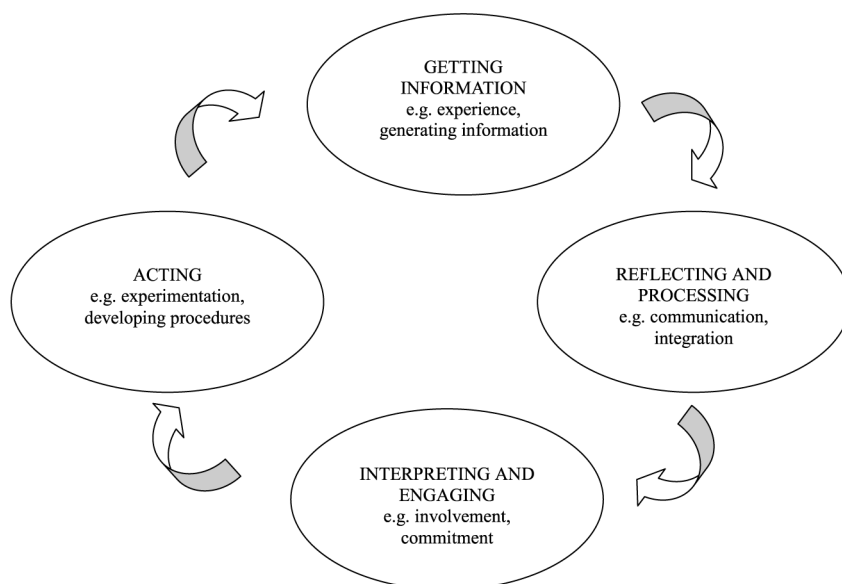 GETTING
INFORMATION
e.g. experience,
generating information
ACTING
e.g. experimentation,
developing procedures
REFLECTING AND
PROCESSING
e.g. communication,
integration
INTERPRETING AND
ENGAGING
e.g. involvement,
commitment